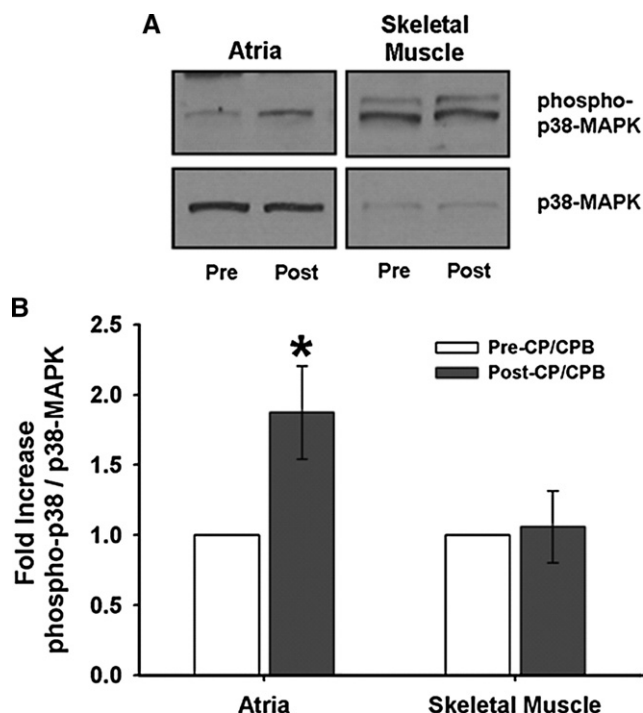 A
Atria
Skeletal
Muscle
phospho-
p38-MAPK
p38-MAPK
Pre Post Pre Post
B
Fold Increase
phospho-p38 / p38-MAPK
2.5
2.0
1.5
1.0
0.5
0.0
*
Pre-CP/CPB
Post-CP/CPB
Atria Skeletal Muscle